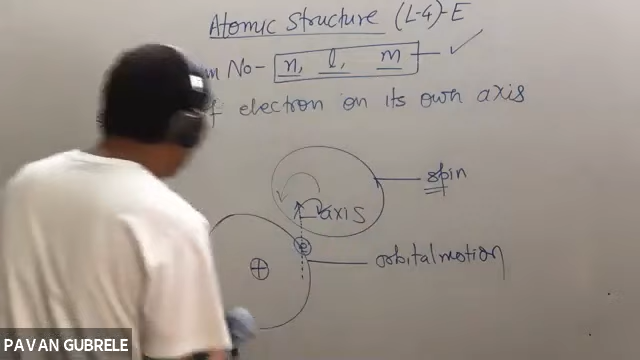 Atomic Structure (L-4)-E
m No- n, l, m
f electron on its own axis
spin
axis
e
orbital motion
PAVAN GUBRELE